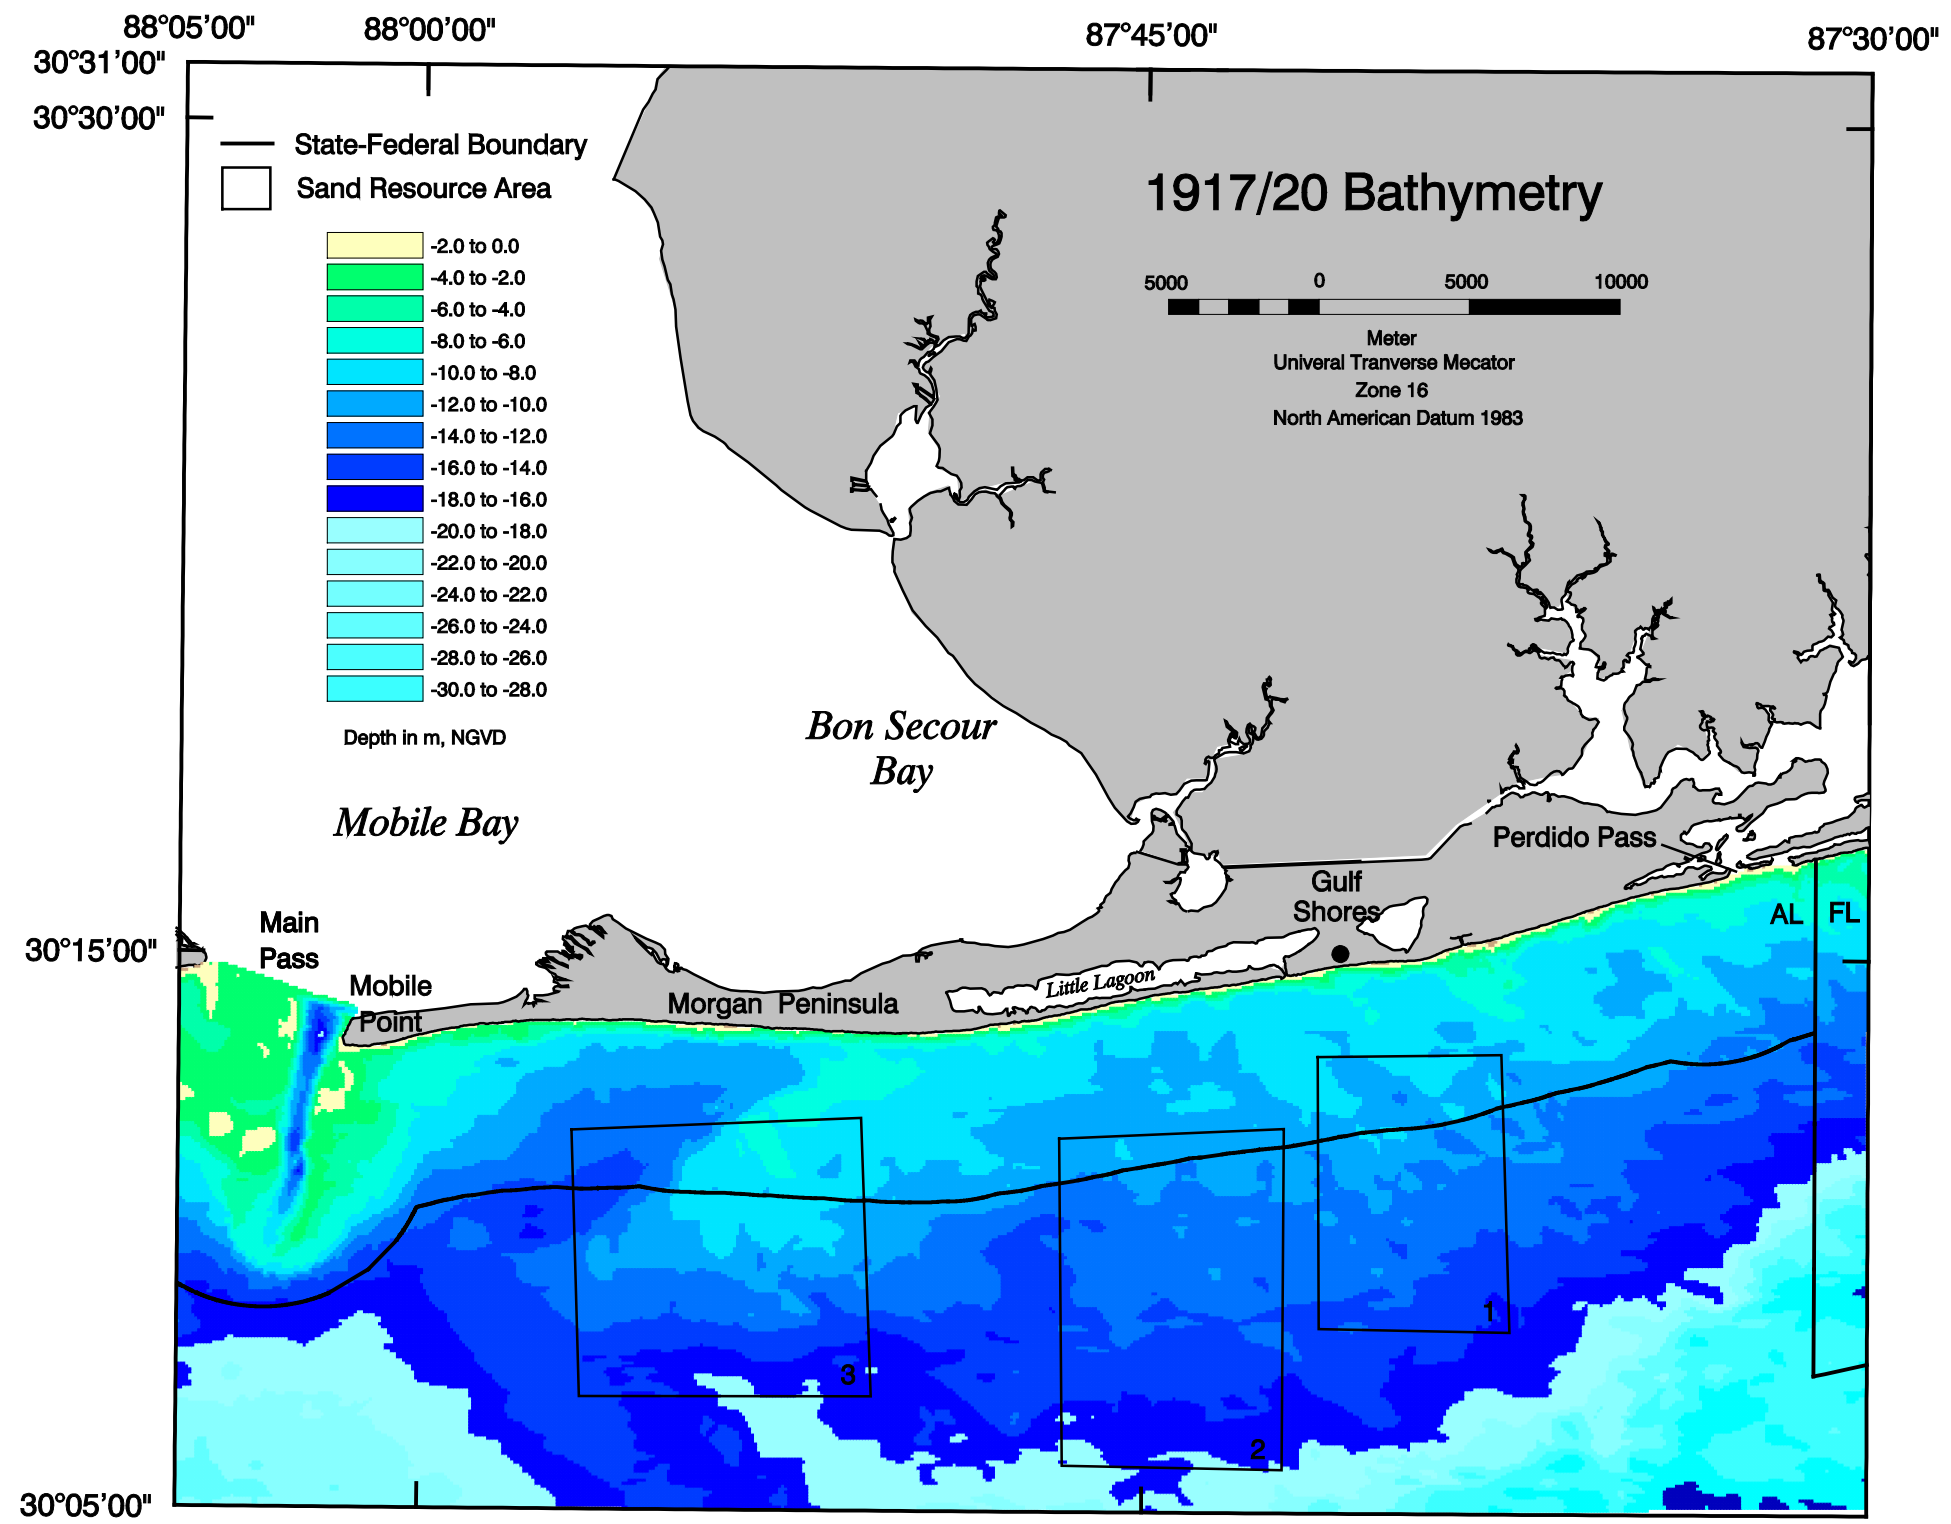 88°05'00" 88°00'00" 87°45'00" 87°30'00"
30°31'00"
30°30'00"
State-Federal Boundary
Sand Resource Area
1917/20 Bathymetry
-2.0 to 0.0
-4.0 to -2.0
-6.0 to -4.0
-8.0 to -6.0
-10.0 to -8.0
-12.0 to -10.0
-14.0 to -12.0
-16.0 to -14.0
-18.0 to -16.0
-20.0 to -18.0
-22.0 to -20.0
-24.0 to -22.0
-26.0 to -24.0
-28.0 to -26.0
-30.0 to -28.0
Depth in m, NGVD
5000 0 5000 10000
Meter
Univeral Tranverse Mecator
Zone 16
North American Datum 1983
Bon Secour
Bay
Mobile Bay
Perdido Pass
Gulf
Shores
AL FL
Main
Pass
30°15'00"
Mobile
Point
Morgan Peninsula
Little Lagoon
1
3
2
30°05'00"